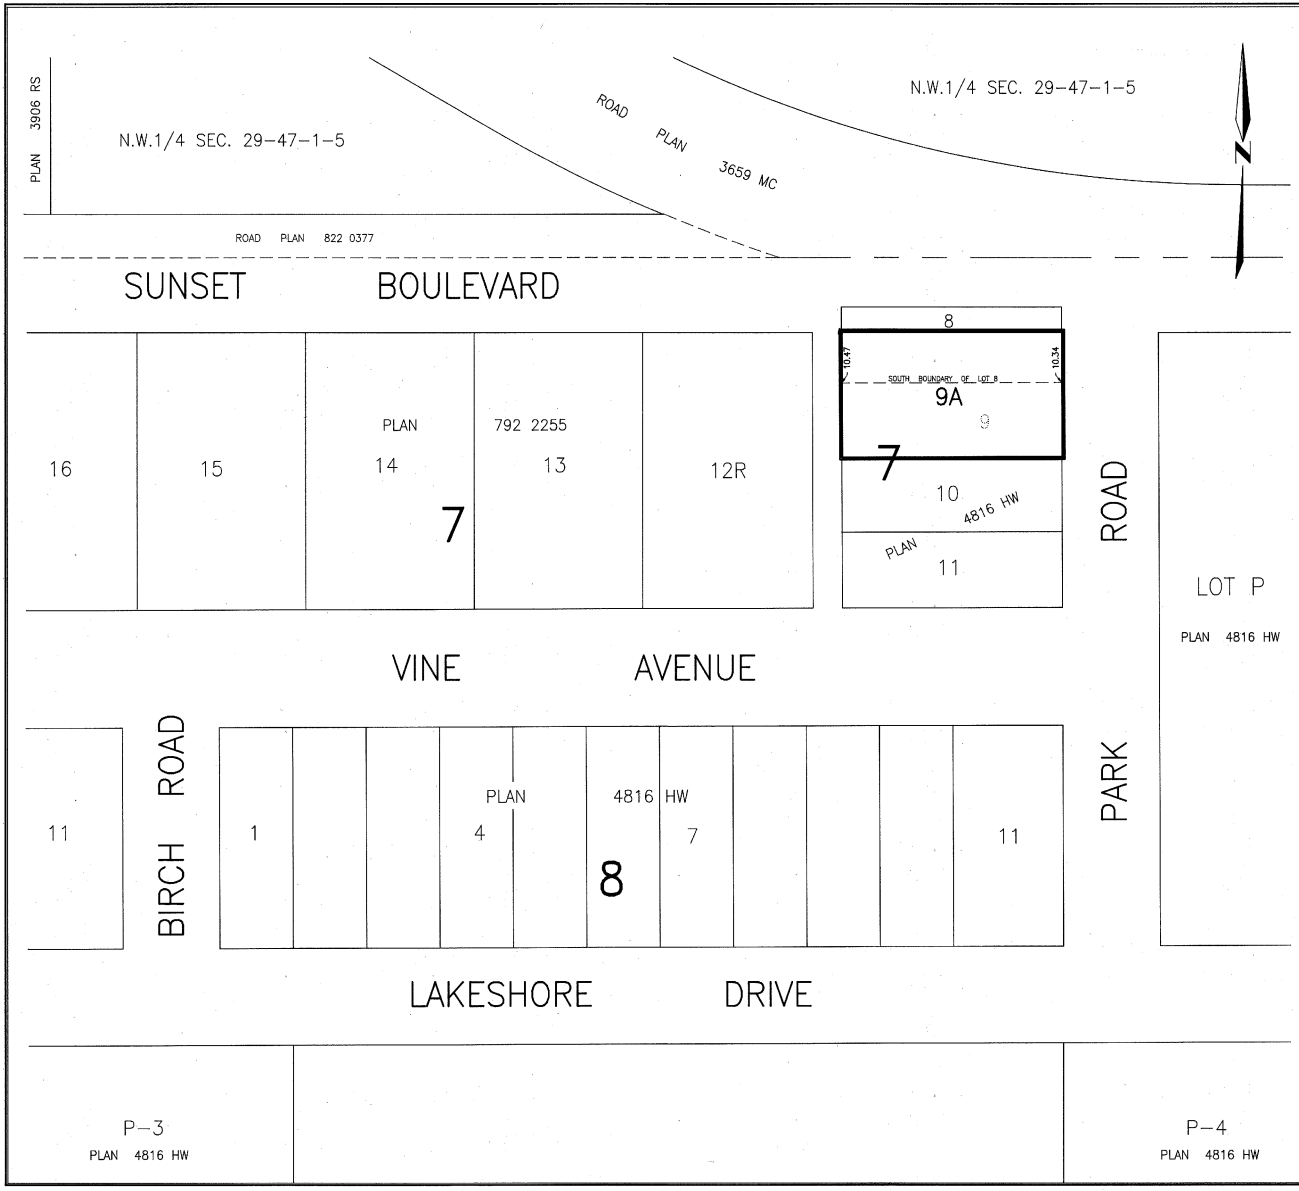 PLAN 3906 RS
N.W.1/4 SEC. 29-47-1-5
ROAD PLAN 3659 MC
N.W.1/4 SEC. 29-47-1-5
N
ROAD PLAN 822 0377
SUNSET BOULEVARD
8
10.47
10.34
SOUTH BOUNDARY OF LOT 8
9A
9
7
PLAN 792 2255
16
15
14
13
12R
7
10
PLAN 4816 HW
11
PARK ROAD
LOT P
PLAN 4816 HW
VINE AVENUE
BIRCH ROAD
PLAN 4816 HW
11
1
4
7
11
8
LAKESHORE DRIVE
P-3
PLAN 4816 HW
P-4
PLAN 4816 HW